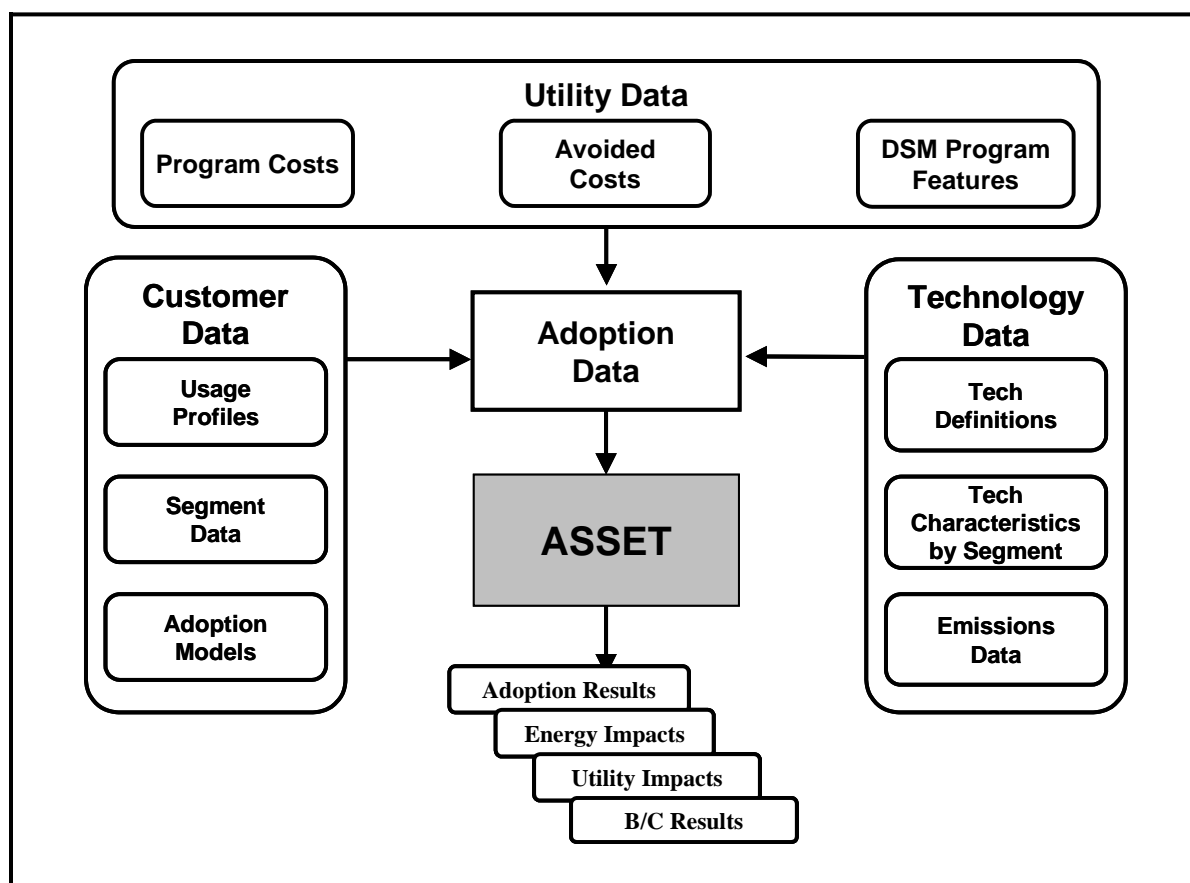 Utility Data
Program Costs
Avoided
Costs
DSM Program
Features
Customer
Data
Usage
Profiles
Segment
Data
Adoption
Models
Adoption
Data
ASSET
Adoption Results
Energy Impacts
Utility Impacts
B/C Results
Technology
Data
Tech
Definitions
Tech
Characteristics
by Segment
Emissions
Data